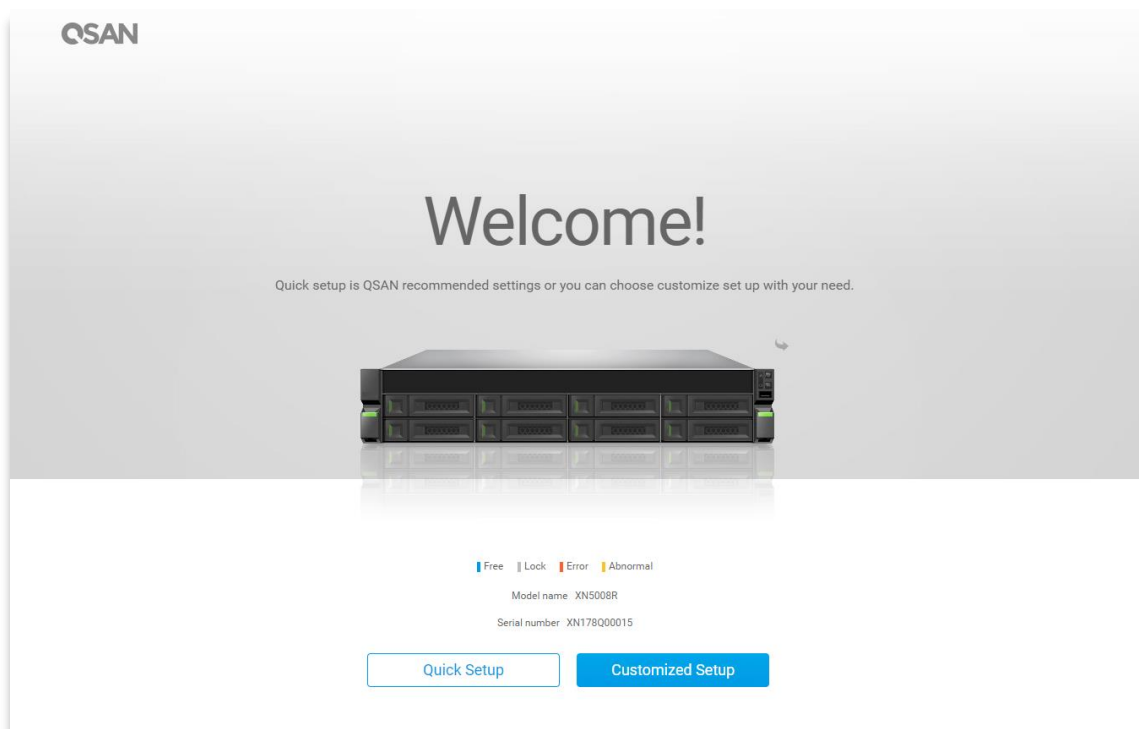 QSAN
Welcome!
Quick setup is QSAN recommended settings or you can choose customize set up with your need.
Free Lock Error Abnormal
Model name XN5008R
Serial number XN178Q00015
Quick Setup Customized Setup